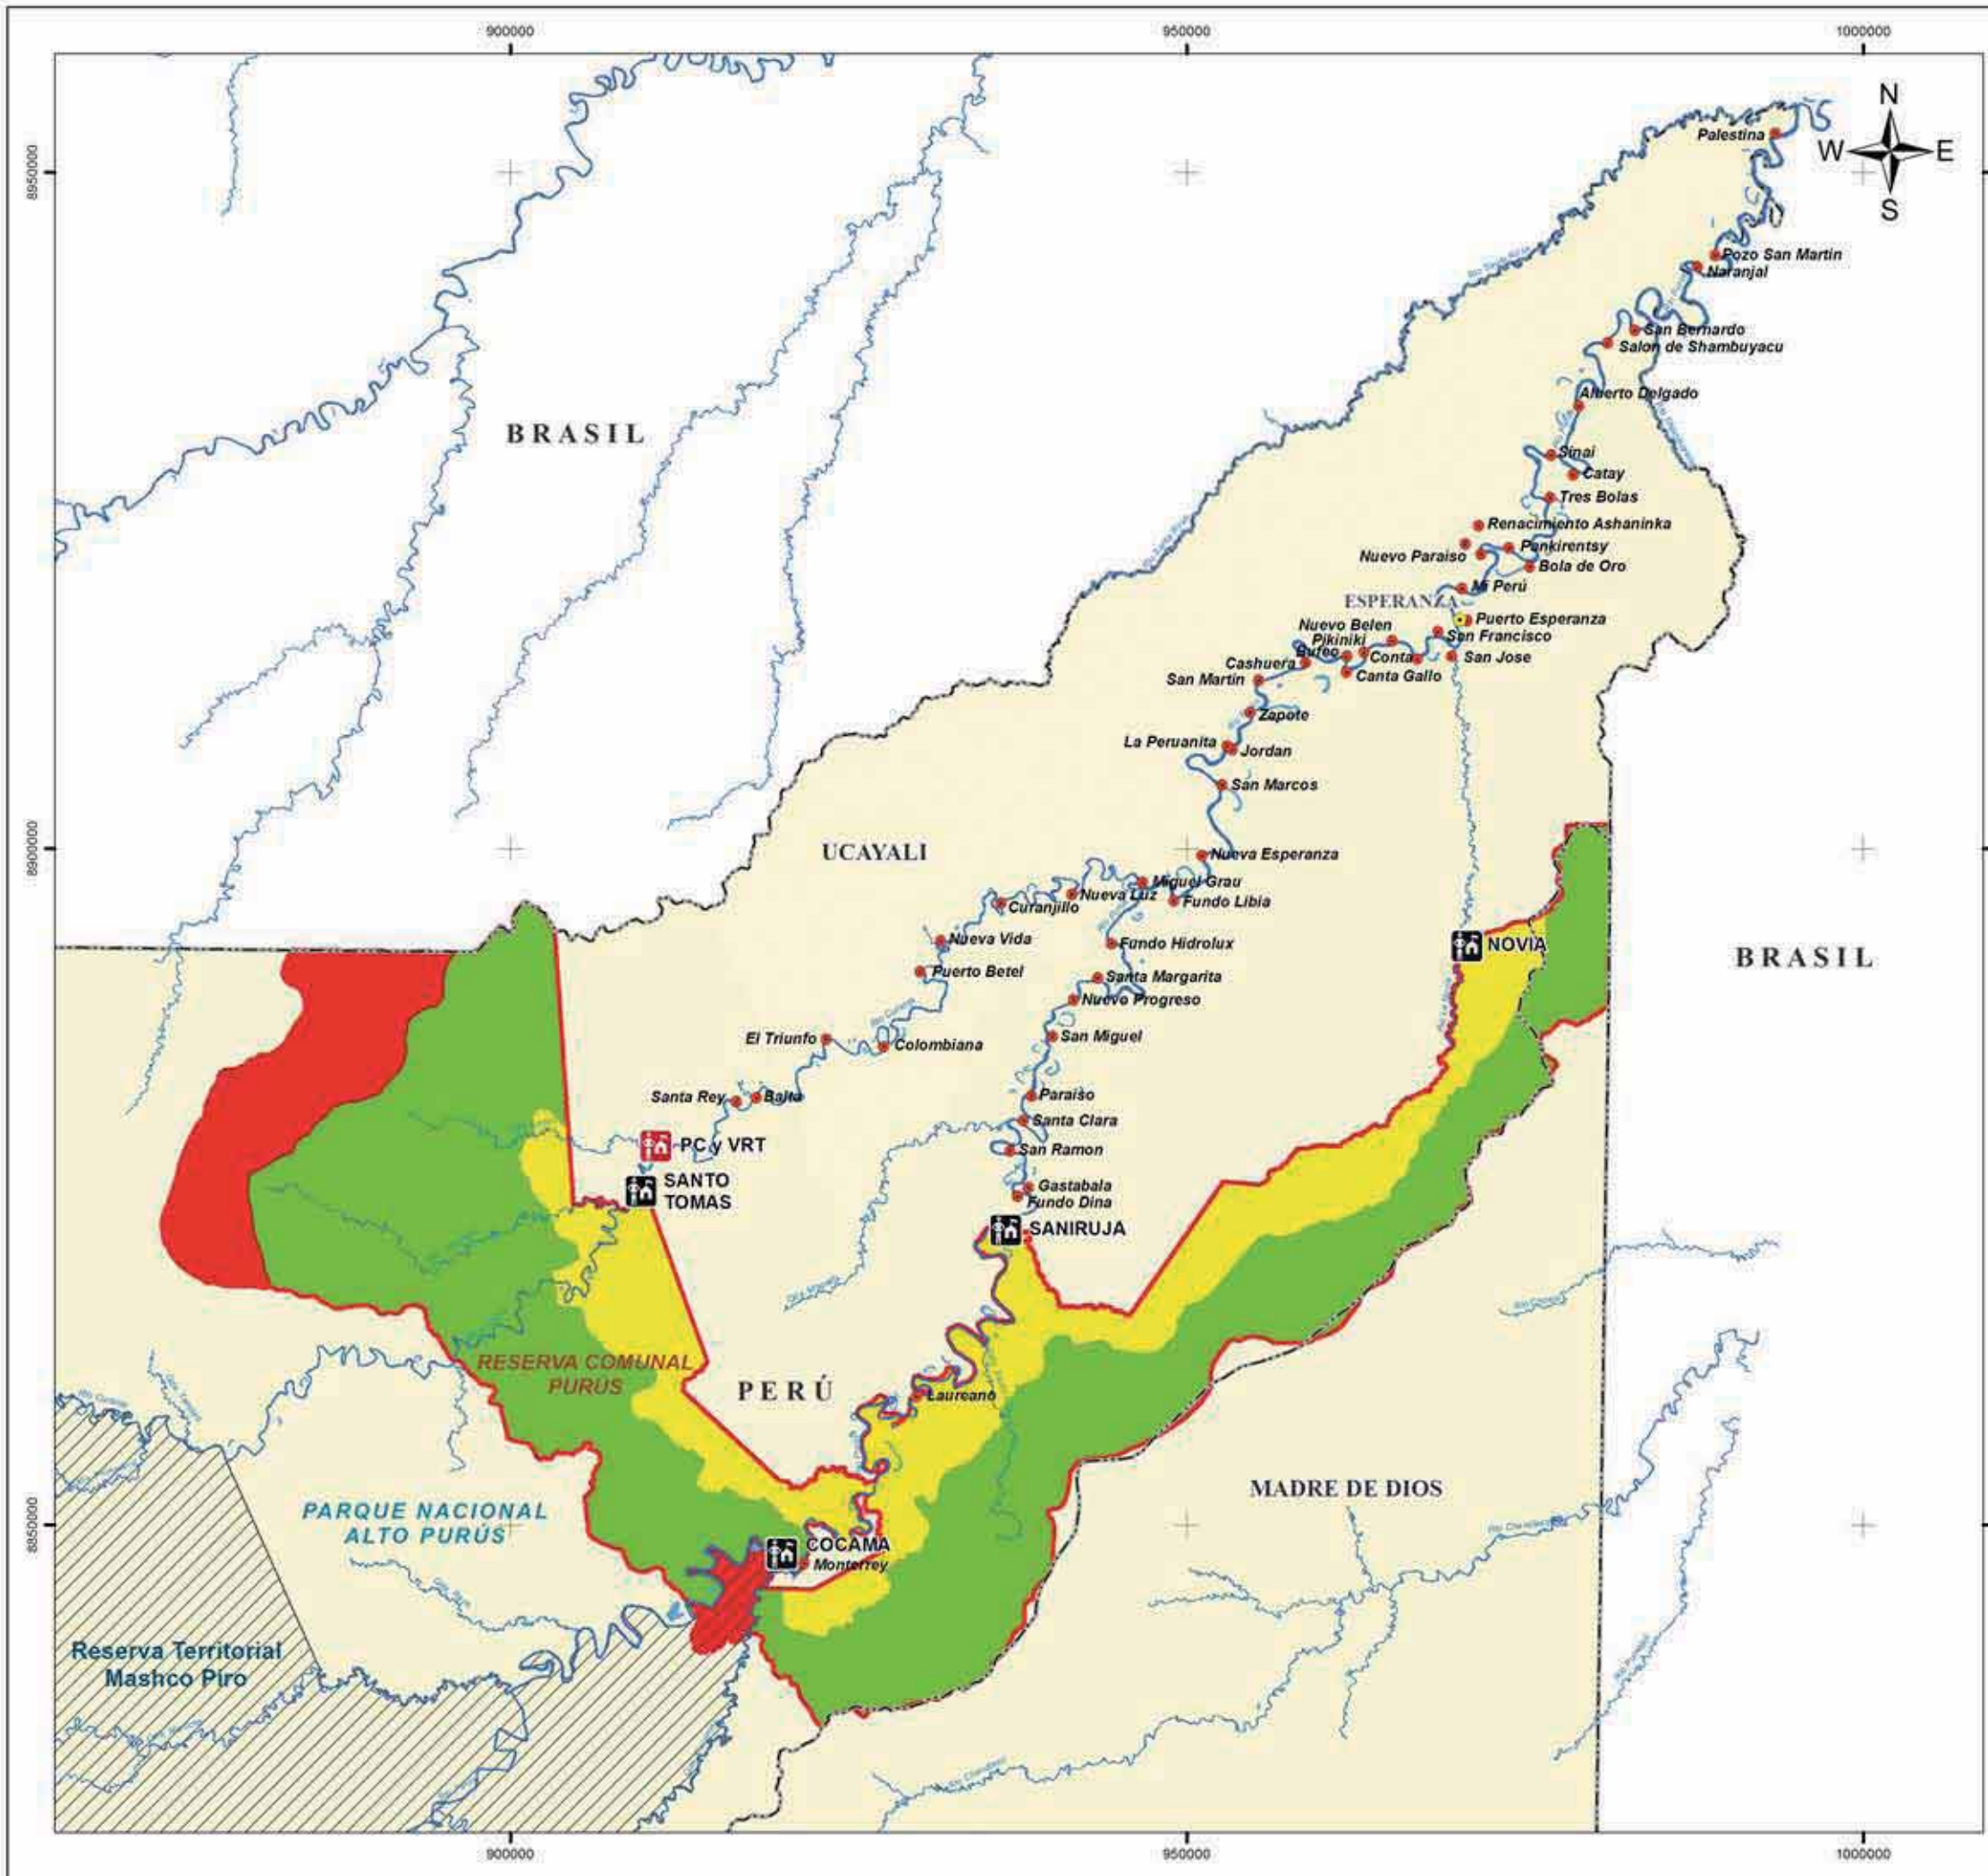 900000
950000
1000000
N
W
E
S
8950000
Palestina
Pozo San Martin
Naranjal
San Bernardo
Salon de Shambuyacu
Alberto Delgado
BRASIL
Sinai
Catay
Tres Bolas
Renacimiento Ashaninka
Pankirentsy
Nuevo Paraiso
Bola de Oro
Mi Perú
ESPERANZA
Puerto Esperanza
Nuevo Belen
San Francisco
Pikiniki
Bufeo
Conta
San Jose
Cashuera
Canta Gallo
San Martin
Zapote
La Peruanita
Jordan
San Marcos
8900000
UCAYALI
Nueva Esperanza
Miguel Grau
Nueva Luz
Fundo Libia
Curanjillo
Nueva Vida
Fundo Hidrolux
NOVIA
BRASIL
Puerto Betel
Santa Margarita
Nuevo Progreso
El Triunfo
Colombiana
San Miguel
Santa Rey
Balta
Paraiso
Santa Clara
PC y VRT
San Ramon
SANTO
TOMAS
Gastabala
Fundo Dina
SANIRUJA
RESERVA COMUNAL
PURUS
PERÚ
Laureano
MADRE DE DIOS
PARQUE NACIONAL
ALTO PURÚS
8850000
COCAMA
Monterrey
Reserva Territorial
Mashco Piro
900000
950000
1000000